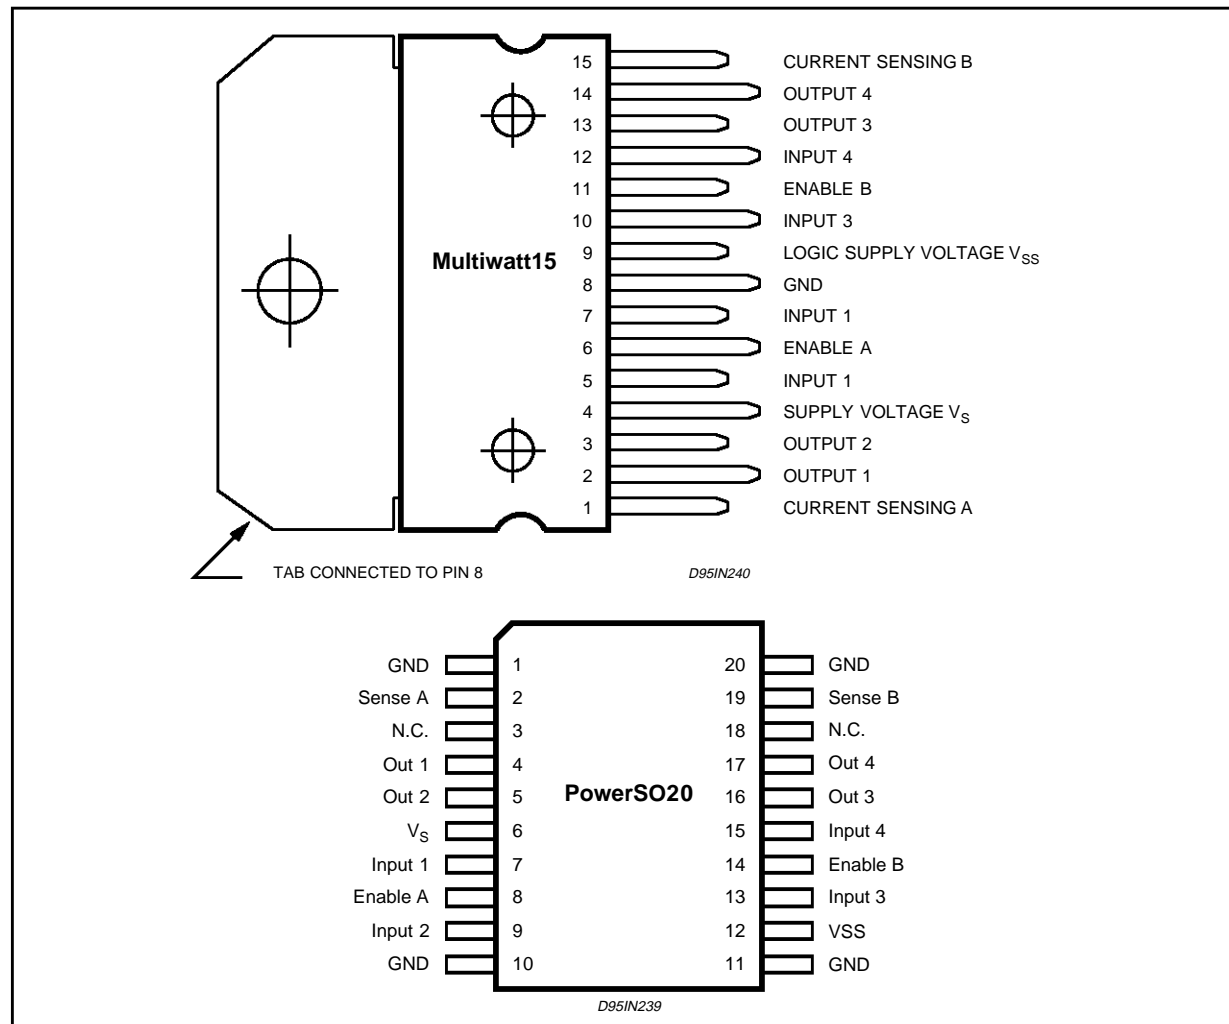 15 CURRENT SENSING B
14 OUTPUT 4
13 OUTPUT 3
12 INPUT 4
11 ENABLE B
10 INPUT 3
Multiwatt15
9 LOGIC SUPPLY VOLTAGE VSS
8 GND
7 INPUT 1
6 ENABLE A
5 INPUT 1
4 SUPPLY VOLTAGE VS
3 OUTPUT 2
2 OUTPUT 1
1 CURRENT SENSING A
TAB CONNECTED TO PIN 8
D95IN240
GND 1 20 GND
Sense A 2 19 Sense B
N.C. 3 18 N.C.
Out 1 4 17 Out 4
Out 2 5 PowerSO20 16 Out 3
VS 6 15 Input 4
Input 1 7 14 Enable B
Enable A 8 13 Input 3
Input 2 9 12 VSS
GND 10 11 GND
D95IN239